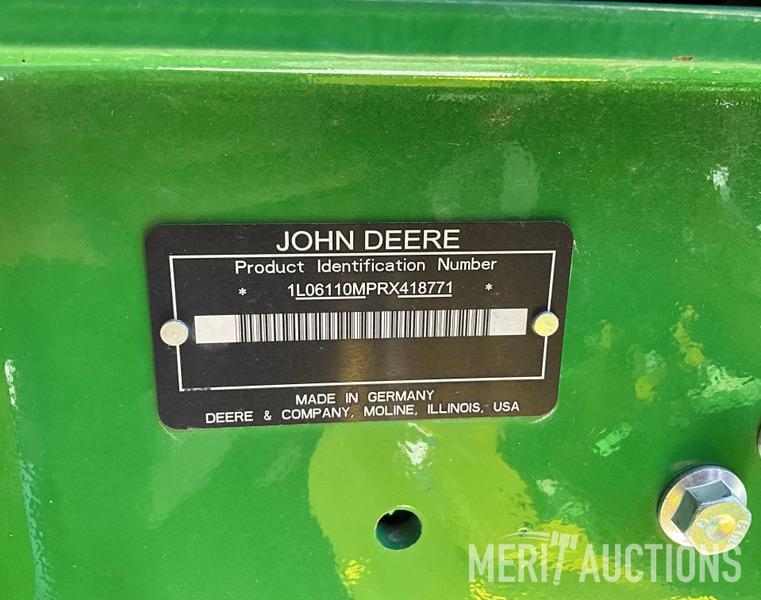 JOHN DEERE
Product Identification Number
* 1L06110MPRX418771 *
MADE IN GERMANY
DEERE & COMPANY, MOLINE, ILLINOIS, USA
MERIT AUCTIONS